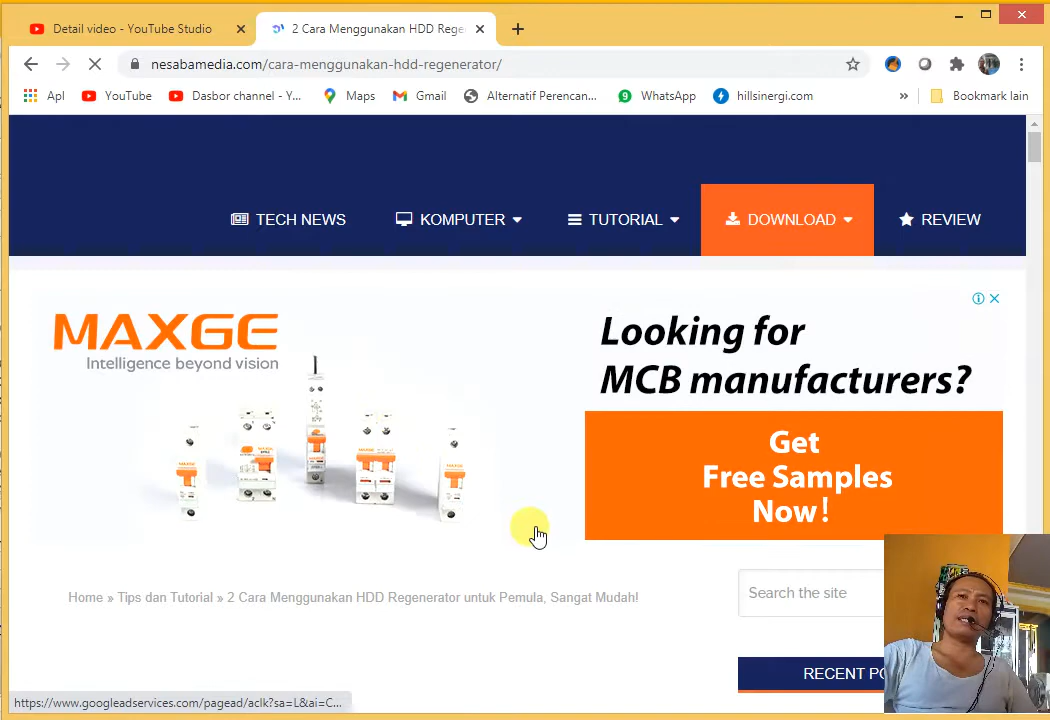 Detail video - YouTube Studio
2 Cara Menggunakan HDD Rege
nesabamedia.com/cara-menggunakan-hdd-regenerator/
Apl
YouTube
Dasbor channel - Y...
Maps
Gmail
Alternatif Perencan...
9
WhatsApp
hillsinergi.com
»
Bookmark lain
TECH NEWS
KOMPUTER
TUTORIAL
DOWNLOAD
REVIEW
MAXGE
Intelligence beyond vision
Looking for
MCB manufacturers?
Get
Free Samples
Now!
Home » Tips dan Tutorial » 2 Cara Menggunakan HDD Regenerator untuk Pemula, Sangat Mudah!
Search the site
RECENT PO
https://www.googleadservices.com/pagead/aclk?sa=L&ai=C...